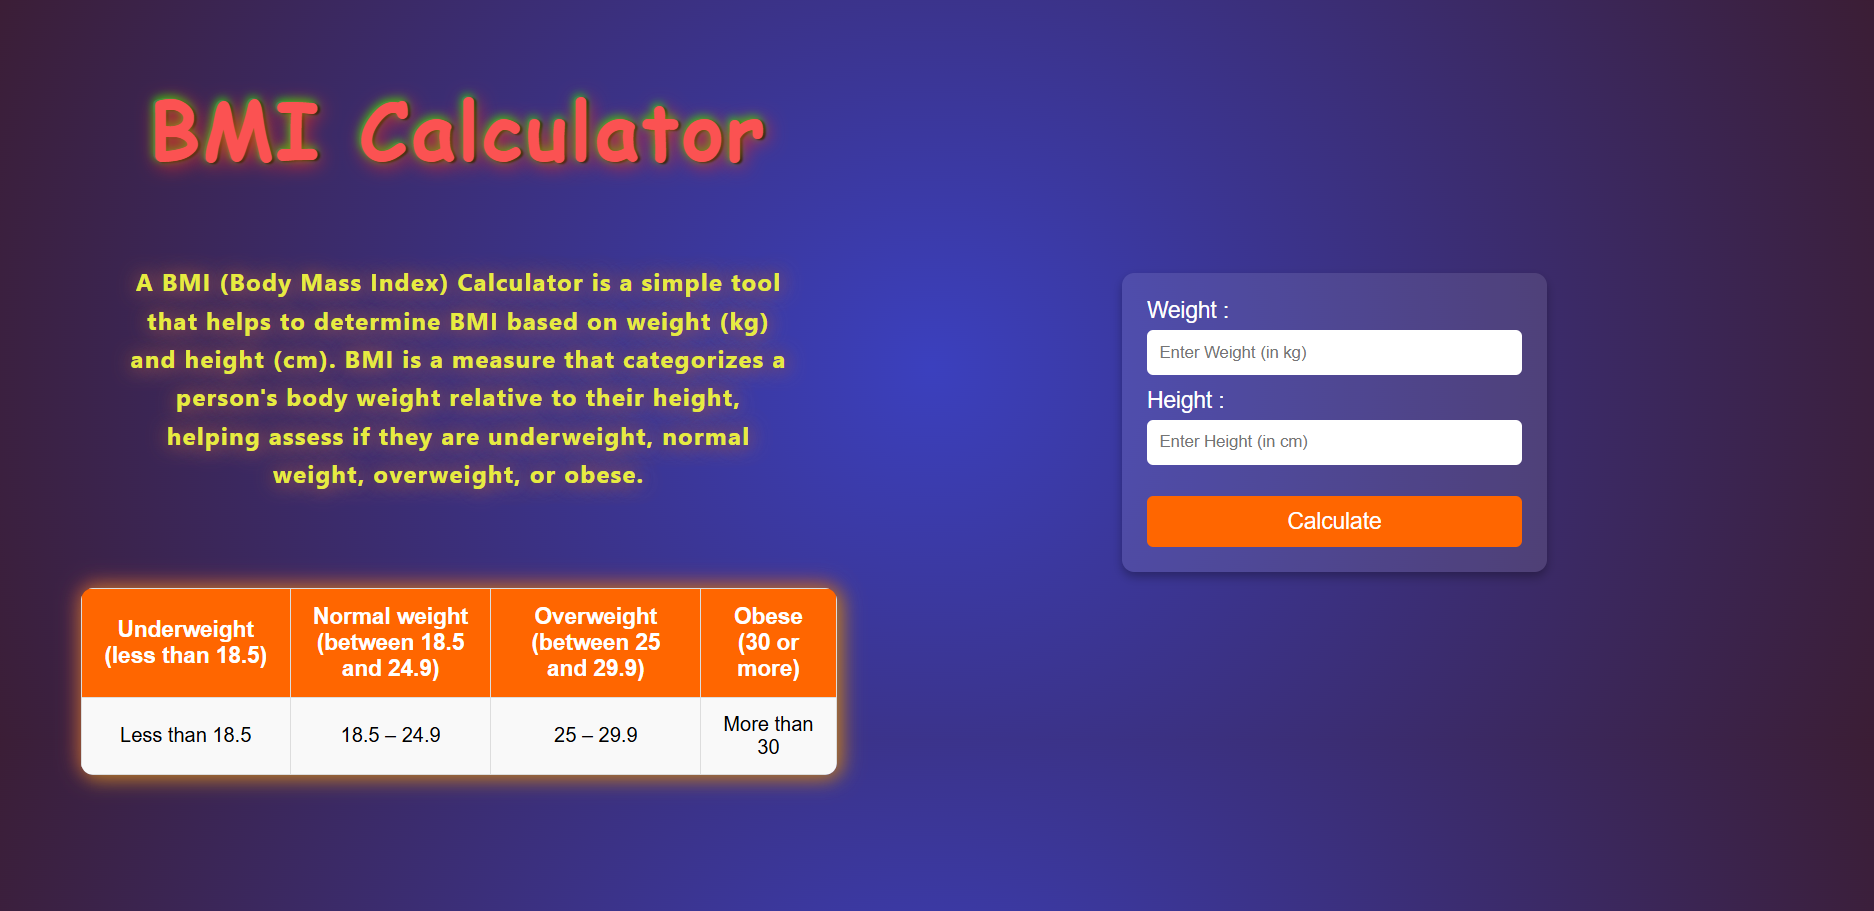 BMI Calculator
A BMI (Body Mass Index) Calculator is a simple tool
that helps to determine BMI based on weight (kg)
and height (cm). BMI is a measure that categorizes a
person's body weight relative to their height,
helping assess if they are underweight, normal
weight, overweight, or obese.
Underweight
(less than 18.5)
Normal weight
(between 18.5
and 24.9)
Overweight
(between 25
and 29.9)
Obese
(30 or
more)
Less than 18.5
18.5 – 24.9
25 – 29.9
More than
30
Weight :
Enter Weight (in kg)
Height :
Enter Height (in cm)
Calculate